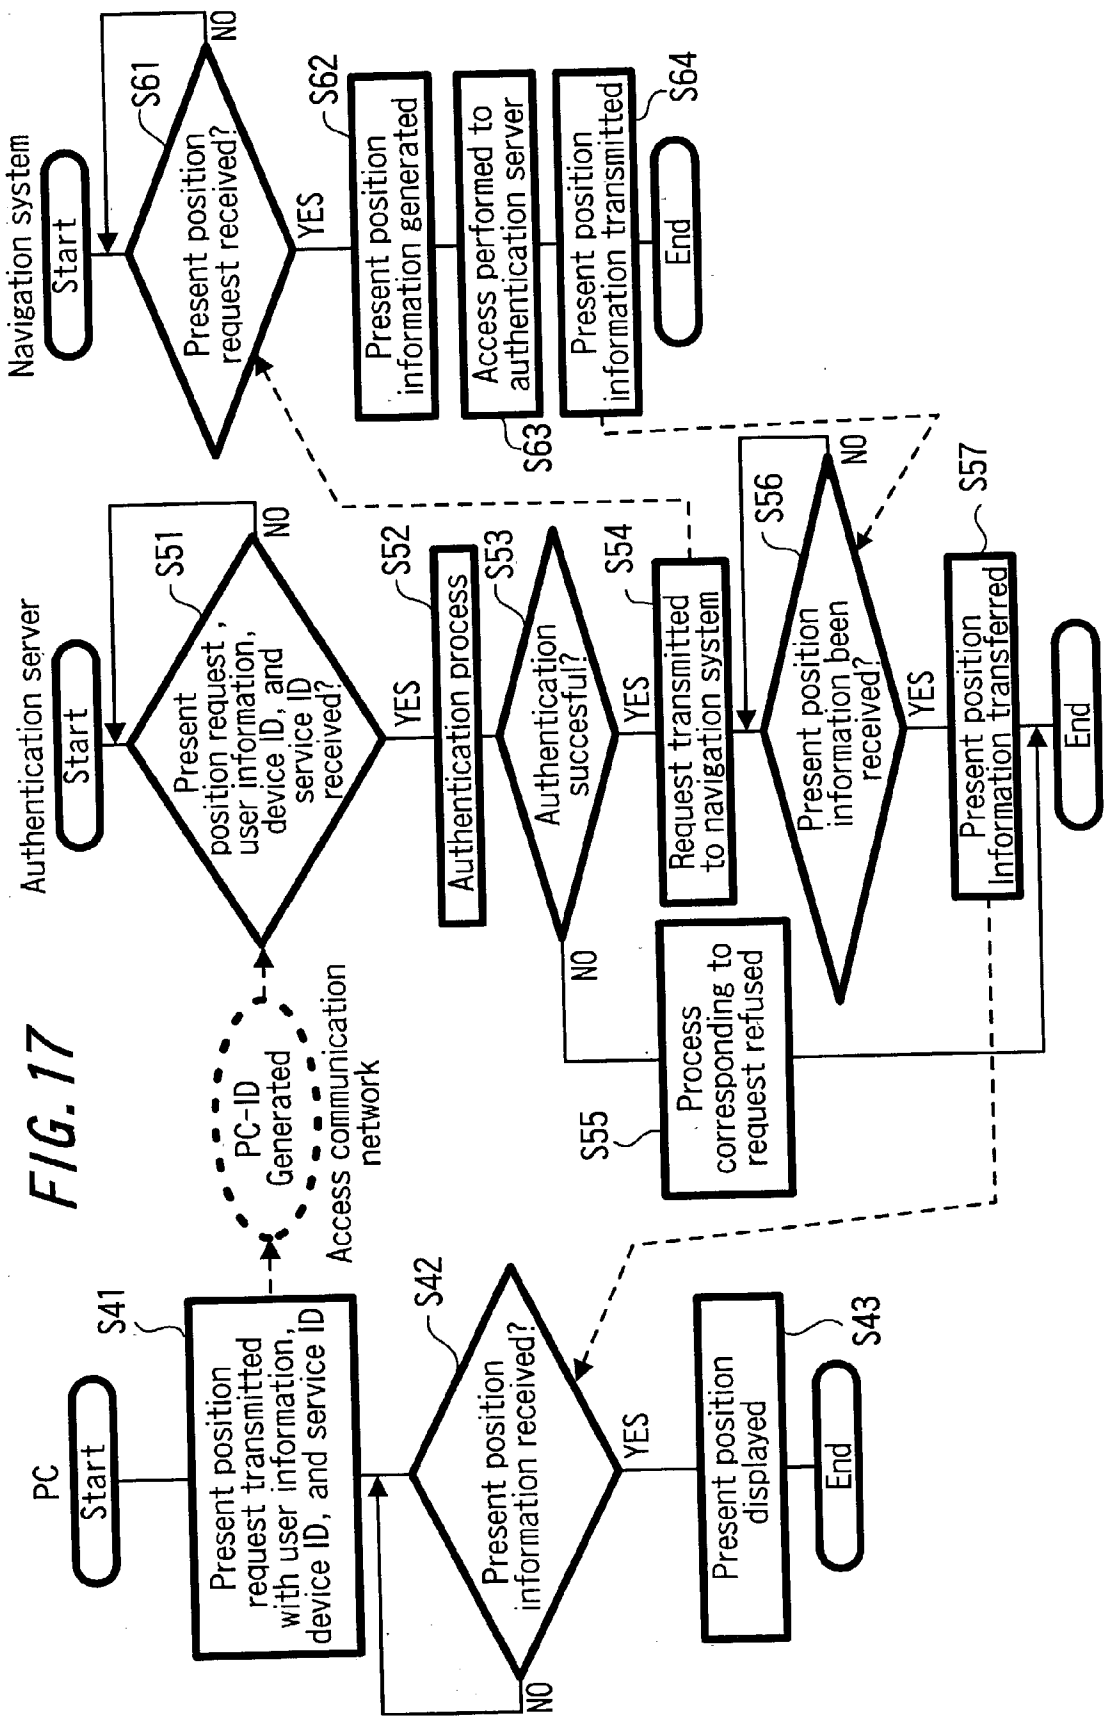 FIG. 17
PC
Start
S41
Present position
request transmitted
with user information,
device ID, and service ID
S42
Present position
information received?
NO
YES
S43
Present position
displayed
End
PC-ID
Generated
Access communication
network
Authentication server
Start
S51
Present
position request ,
user information,
device ID, and
service ID
received?
NO
YES
S52
Authentication process
S53
Authentication
succesful?
NO
YES
S54
Request transmitted
to navigation system
S55
Process
corresponding to
request refused
S56
Present position
information been
received?
NO
YES
S57
Present position
Information transferred
End
Navigation system
Start
S61
Present position
request received?
NO
YES
S62
Present position
information generated
S63
Access performed to
authentication server
S64
Present position
information transmitted
End